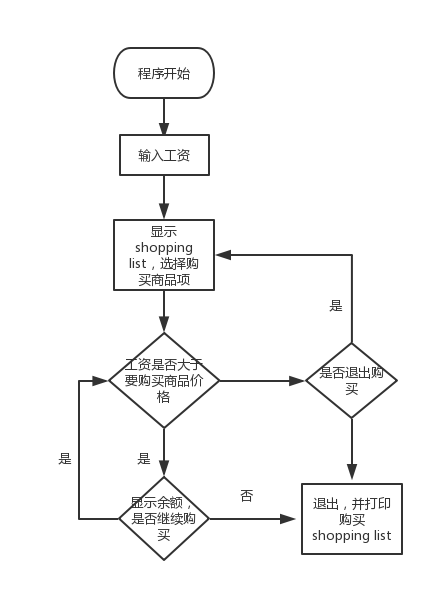 程序开始
输入工资
显示
shopping
list，选择购
买商品项
是
工资是否大于
要购买商品价
格
是否退出购
买
是
是
否
显示余额，
是否继续购
买
退出，并打印
购买
shopping list